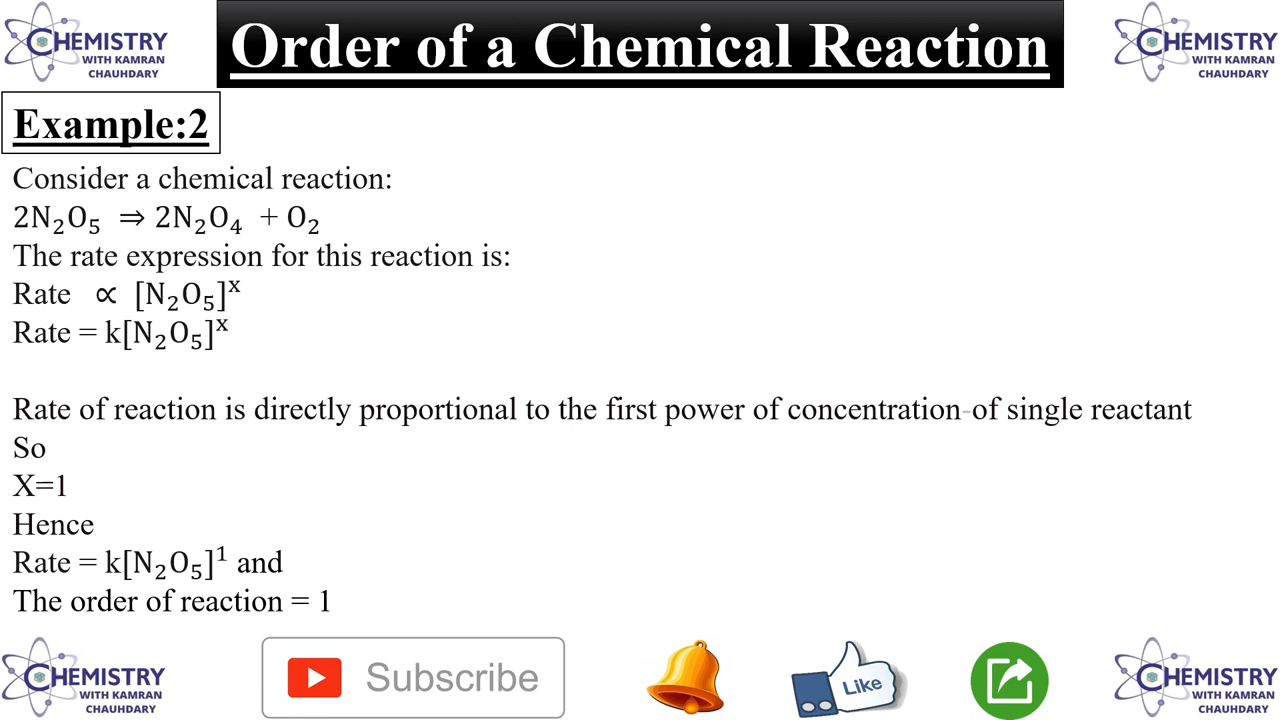 CHEMISTRY
WITH KAMRAN
CHAUHDARY
Order of a Chemical Reaction
CHEMISTRY
WITH KAMRAN
CHAUHDARY
Example:2
Consider a chemical reaction:
2N₂O₅ ⇒ 2N₂O₄ + O₂
The rate expression for this reaction is:
Rate ∝ [N₂O₅]ˣ
Rate = k[N₂O₅]ˣ
Rate of reaction is directly proportional to the first power of concentration-of single reactant
So
X=1
Hence
Rate = k[N₂O₅]¹ and
The order of reaction = 1
CHEMISTRY
WITH KAMRAN
CHAUHDARY
Subscribe
Like
CHEMISTRY
WITH KAMRAN
CHAUHDARY